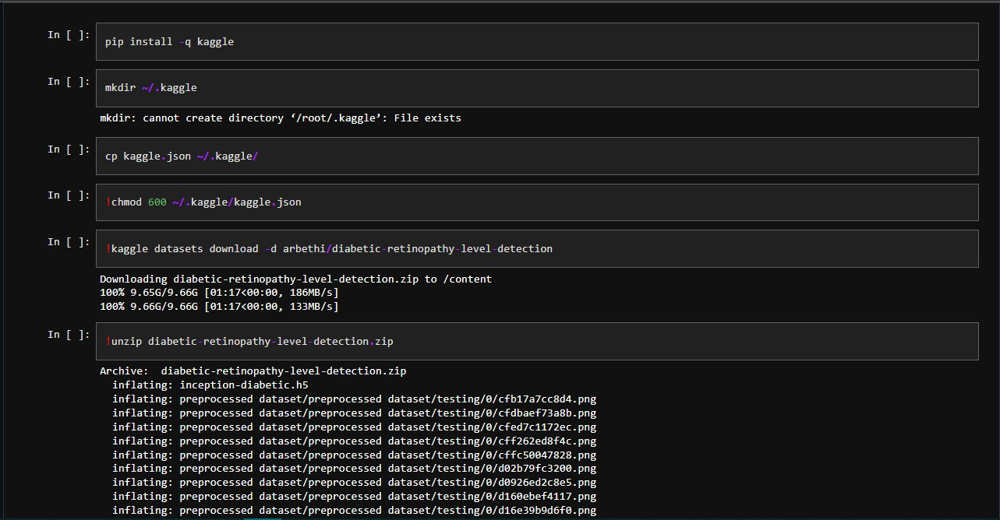 In [ ]: pip install -q kaggle
In [ ]: mkdir ~/.kaggle
mkdir: cannot create directory ‘/root/.kaggle’: File exists
In [ ]: cp kaggle.json ~/.kaggle/
In [ ]: !chmod 600 ~/.kaggle/kaggle.json
In [ ]: !kaggle datasets download -d arbethi/diabetic-retinopathy-level-detection
Downloading diabetic-retinopathy-level-detection.zip to /content
100% 9.65G/9.66G [01:17<00:00, 186MB/s]
100% 9.66G/9.66G [01:17<00:00, 133MB/s]
In [ ]: !unzip diabetic-retinopathy-level-detection.zip
Archive:  diabetic-retinopathy-level-detection.zip
inflating: inception-diabetic.h5
inflating: preprocessed dataset/preprocessed dataset/testing/0/cfb17a7cc8d4.png
inflating: preprocessed dataset/preprocessed dataset/testing/0/cfdbaef73a8b.png
inflating: preprocessed dataset/preprocessed dataset/testing/0/cfed7c1172ec.png
inflating: preprocessed dataset/preprocessed dataset/testing/0/cff262ed8f4c.png
inflating: preprocessed dataset/preprocessed dataset/testing/0/cffc50047828.png
inflating: preprocessed dataset/preprocessed dataset/testing/0/d02b79fc3200.png
inflating: preprocessed dataset/preprocessed dataset/testing/0/d0926ed2c8e5.png
inflating: preprocessed dataset/preprocessed dataset/testing/0/d160ebef4117.png
inflating: preprocessed dataset/preprocessed dataset/testing/0/d16e39b9d6f0.png